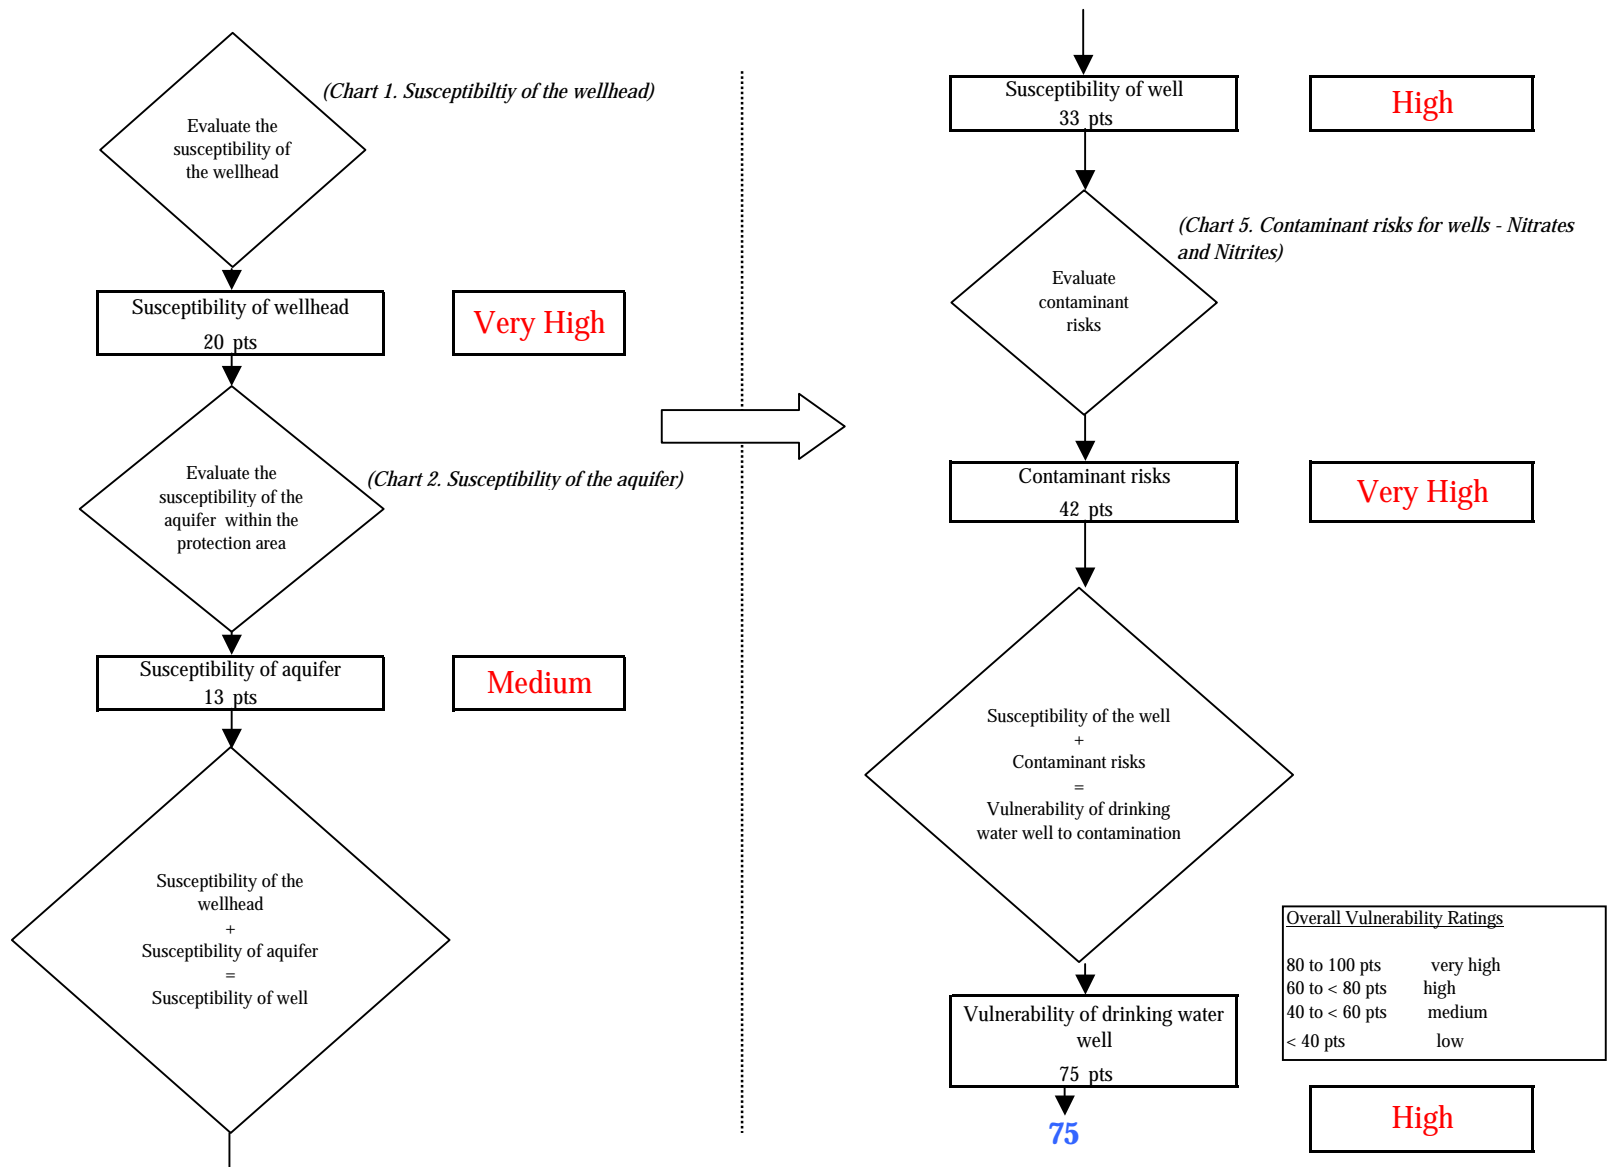 (Chart 1. Susceptibiltiy of the wellhead)
Evaluate the
susceptibility of
the wellhead
Susceptibility of wellhead
20 pts
Very High
Evaluate the
susceptibility of the
aquifer within the
protection area
(Chart 2. Susceptibility of the aquifer)
Susceptibility of aquifer
13 pts
Medium
Susceptibility of the
wellhead
+
Susceptibility of aquifer
=
Susceptibility of well
Susceptibility of well
33 pts
High
(Chart 5. Contaminant risks for wells - Nitrates
and Nitrites)
Evaluate
contaminant
risks
Contaminant risks
42 pts
Very High
Susceptibility of the well
+
Contaminant risks
=
Vulnerability of drinking
water well to contamination
Overall Vulnerability Ratings
80 to 100 pts very high
60 to < 80 pts high
40 to < 60 pts medium
< 40 pts low
Vulnerability of drinking water
well
75 pts
75
High